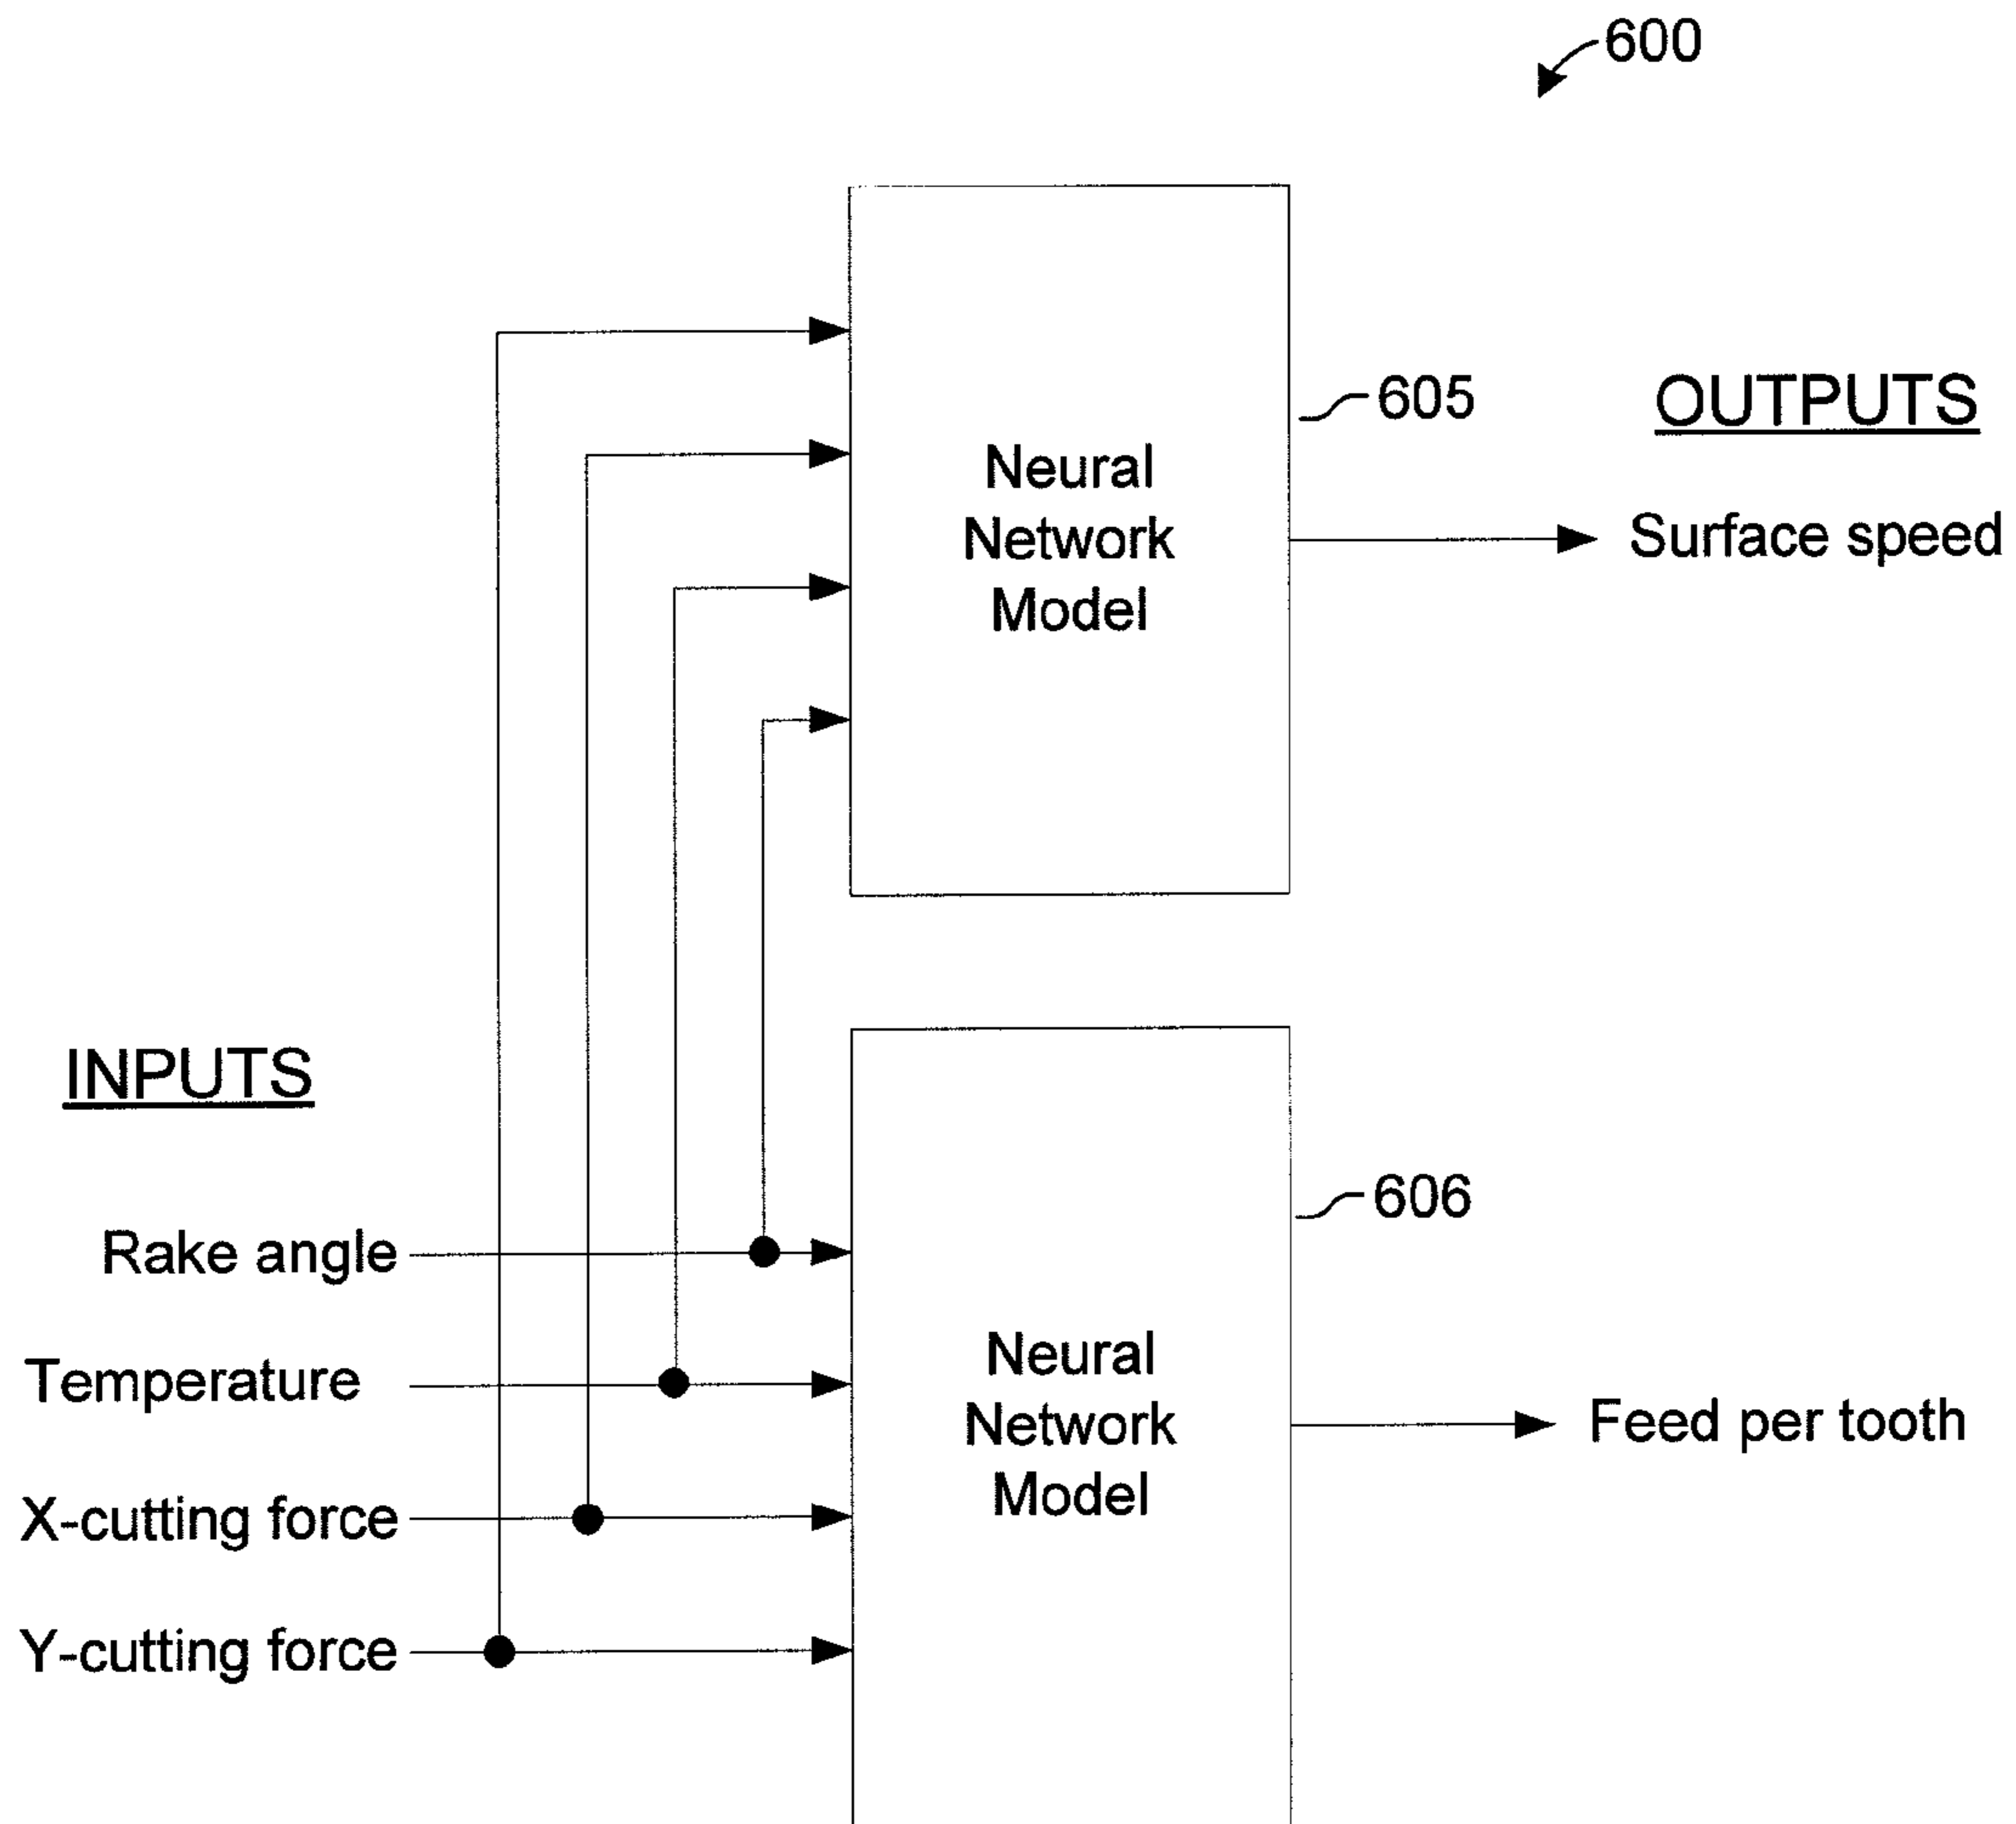 600
Neural
Network
Model
605
OUTPUTS
Surface speed
INPUTS
Rake angle
Temperature
X-cutting force
Y-cutting force
Neural
Network
Model
606
Feed per tooth